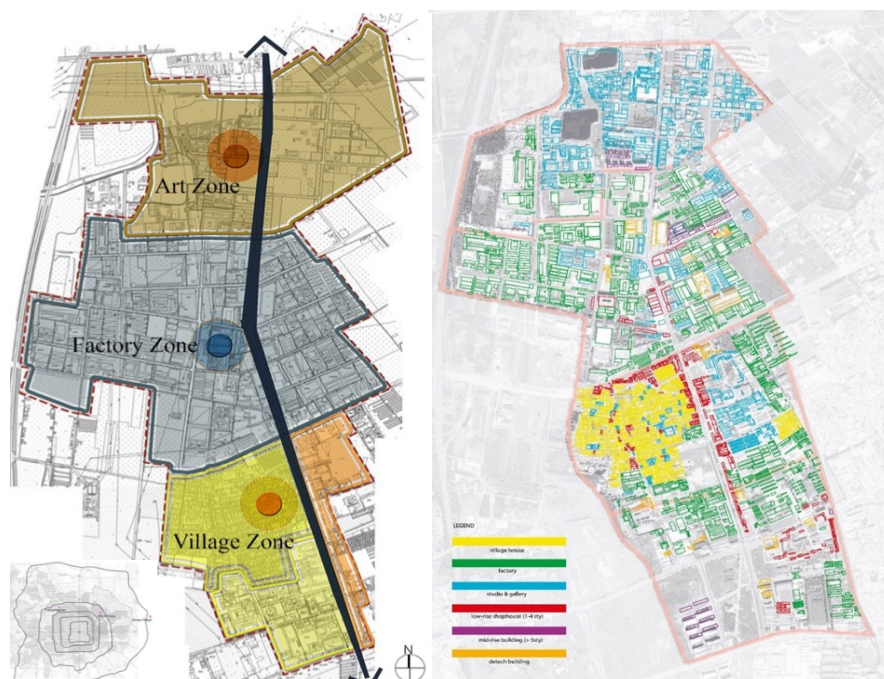 Art Zone
Factory Zone
Village Zone
N
LEGEND
village house
factory
studio & gallery
low-rise shophouse (1-4 sty)
mid-rise building (> 5sty)
detach building